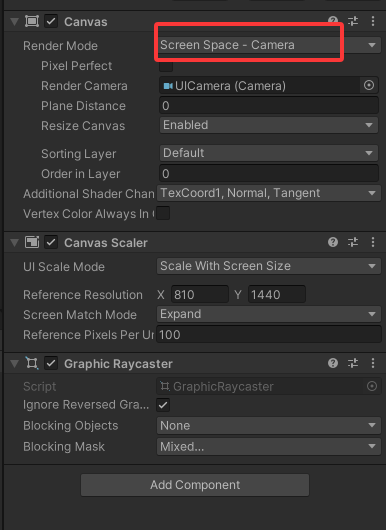 Canvas
Render Mode Screen Space - Camera
Pixel Perfect
Render Camera UICamera (Camera)
Plane Distance 0
Resize Canvas Enabled
Sorting Layer Default
Order in Layer 0
Additional Shader Chan TexCoord1, Normal, Tangent
Vertex Color Always In
Canvas Scaler
UI Scale Mode Scale With Screen Size
Reference Resolution X 810 Y 1440
Screen Match Mode Expand
Reference Pixels Per Un 100
Graphic Raycaster
Script GraphicRaycaster
Ignore Reversed Gra...
Blocking Objects None
Blocking Mask Mixed...
Add Component